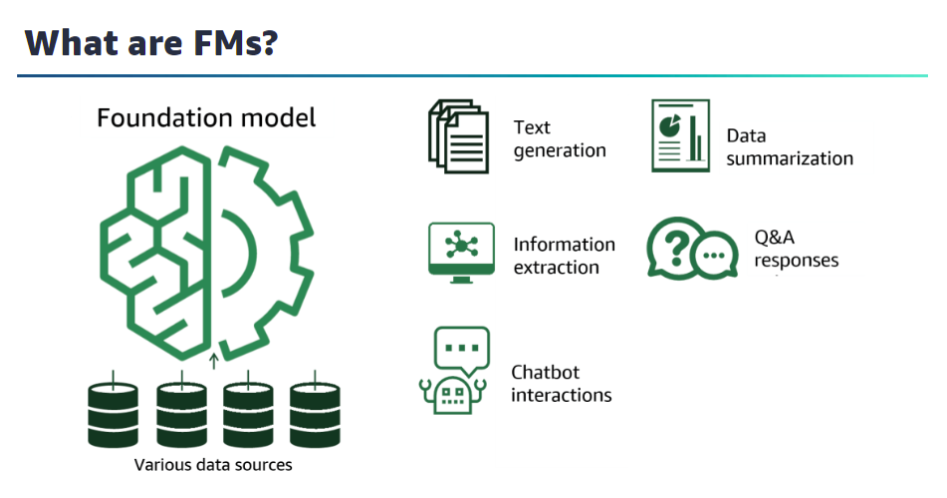 What are FMs?
Foundation model
Various data sources
Text
generation
Data
summarization
Information
extraction
Q&A
responses
Chatbot
interactions